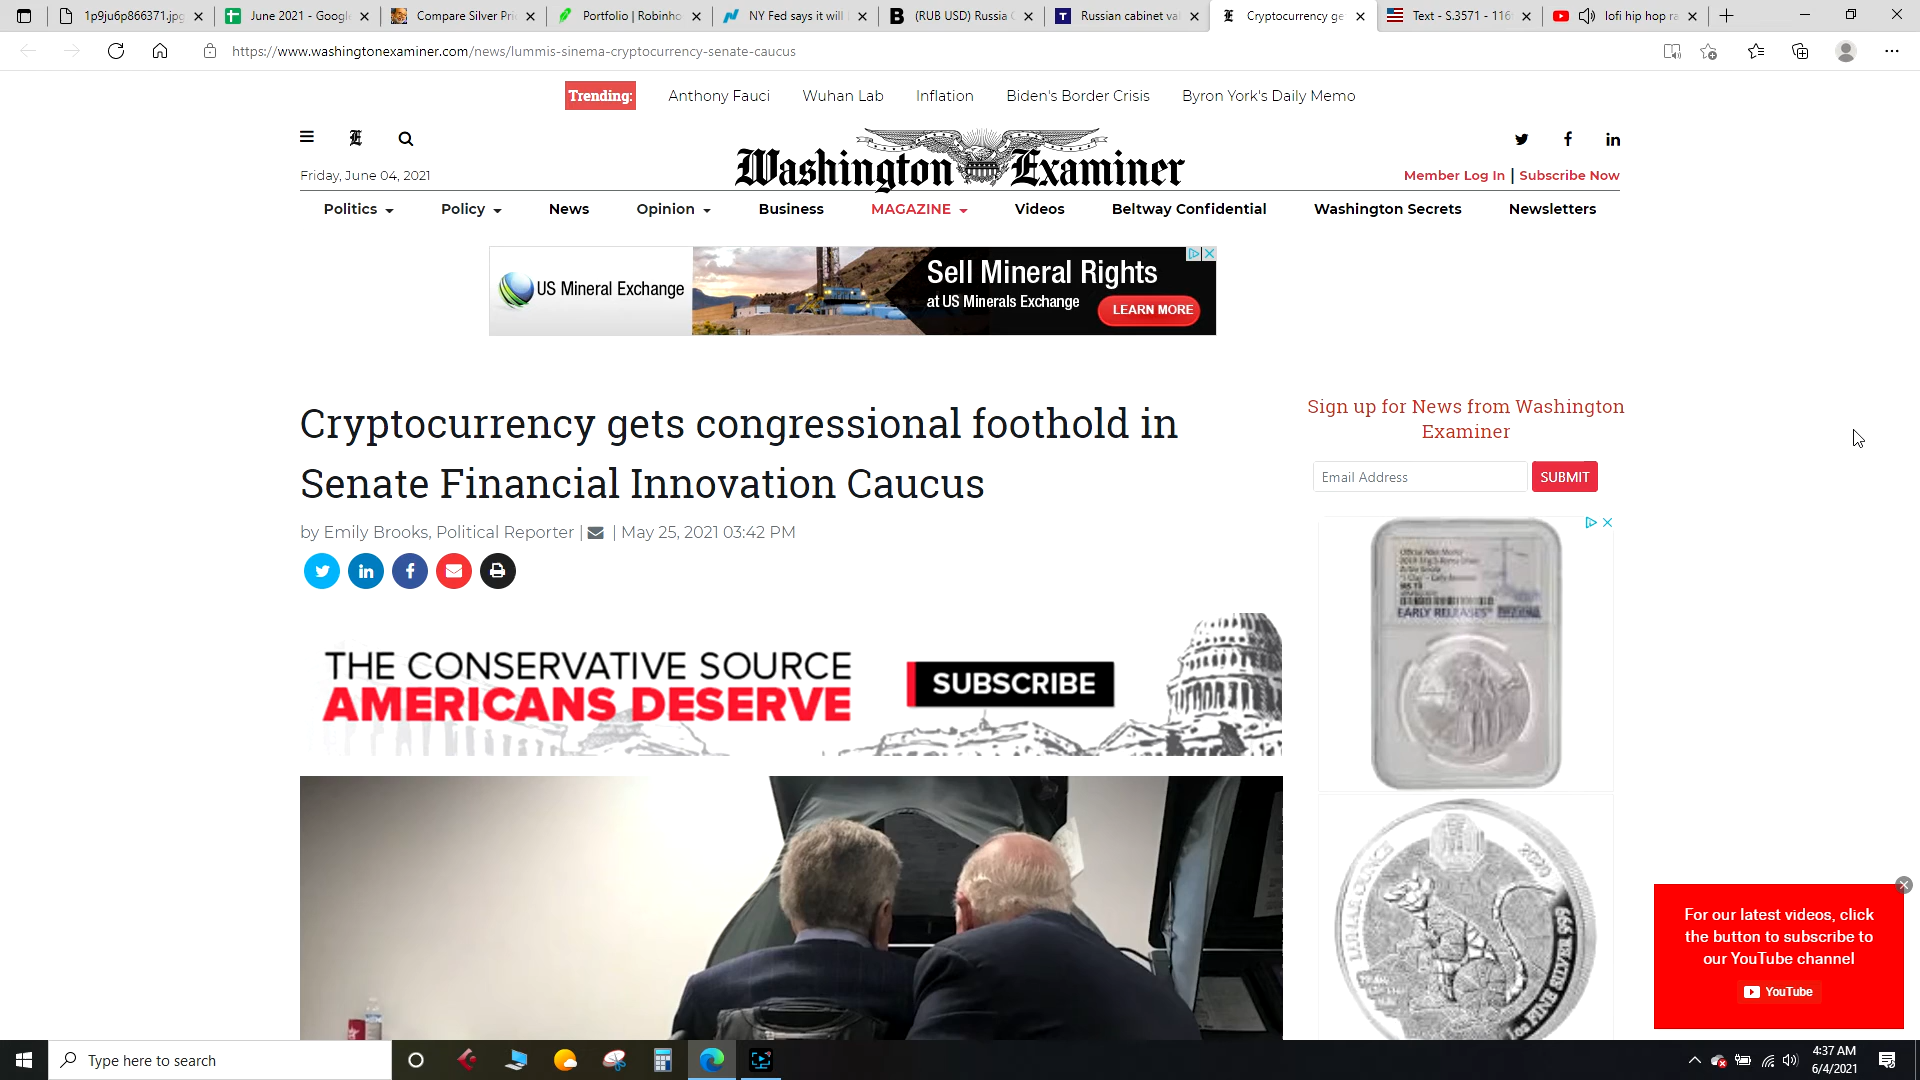 1p9ju6p866371.jpg
June 2021 - Googl
Compare Silver Pri
Portfolio | Robinho
NY Fed says it will
(RUB USD) Russia
Russian cabinet va
Cryptocurrency ge
Text - S.3571 - 116
lofi hip hop ra
https://www.washingtonexaminer.com/news/lummis-sinema-cryptocurrency-senate-caucus
Trending:
Anthony Fauci
Wuhan Lab
Inflation
Biden's Border Crisis
Byron York's Daily Memo
Washington Examiner
Friday, June 04, 2021
Member Log In | Subscribe Now
Politics
Policy
News
Opinion
Business
MAGAZINE
Videos
Beltway Confidential
Washington Secrets
Newsletters
US Mineral Exchange
Sell Mineral Rights
at US Minerals Exchange
LEARN MORE
Cryptocurrency gets congressional foothold in
Senate Financial Innovation Caucus
by Emily Brooks, Political Reporter | | May 25, 2021 03:42 PM
THE CONSERVATIVE SOURCE
AMERICANS DESERVE
SUBSCRIBE
Sign up for News from Washington
Examiner
Email Address
SUBMIT
EARLY RELEASES
2020
1 oz FINE SILVER 999
For our latest videos, click
the button to subscribe to
our YouTube channel
YouTube
Type here to search
4:37 AM
6/4/2021